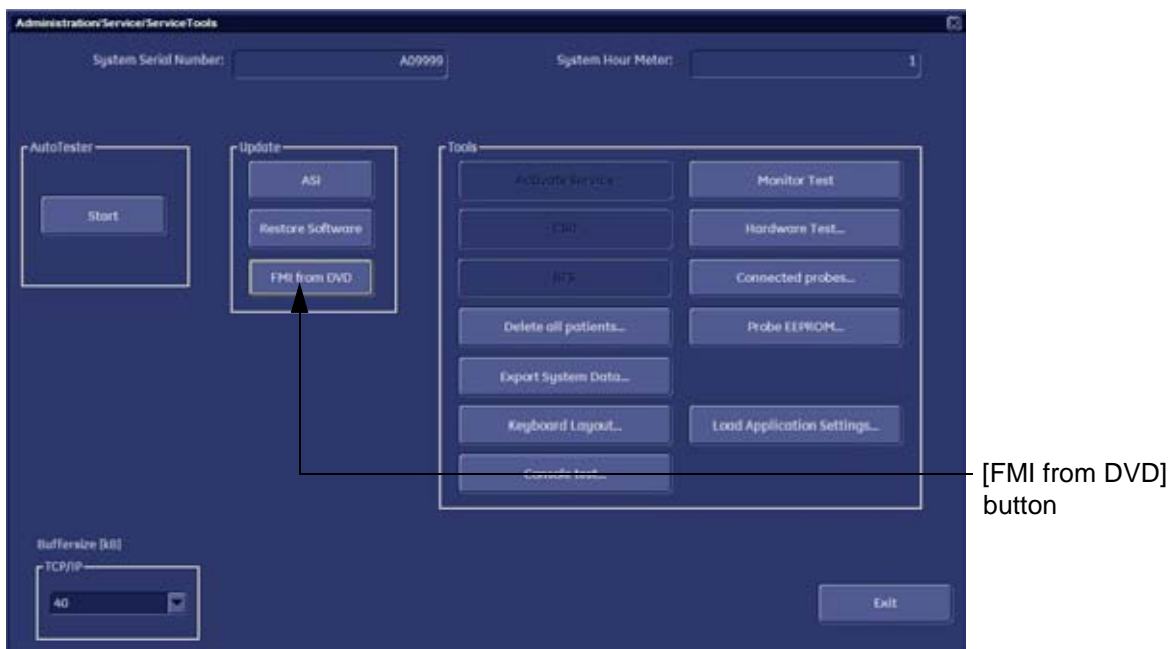 Administration/Service/ServiceTools
System Serial Number: A09999 System Hour Meter: 1
AutoTester
Start
Update
ASI
Restore Software
FMI from DVD
Tools
Activate Service
Monitor Test
Hardware Test...
Connected probes...
Delete all patients...
Probe EEPROM...
Export System Data...
Keyboard Layout...
Load Application Settings...
Console test...
[FMI from DVD]
button
Buffersize [kB]
TCP/IP
40
Exit